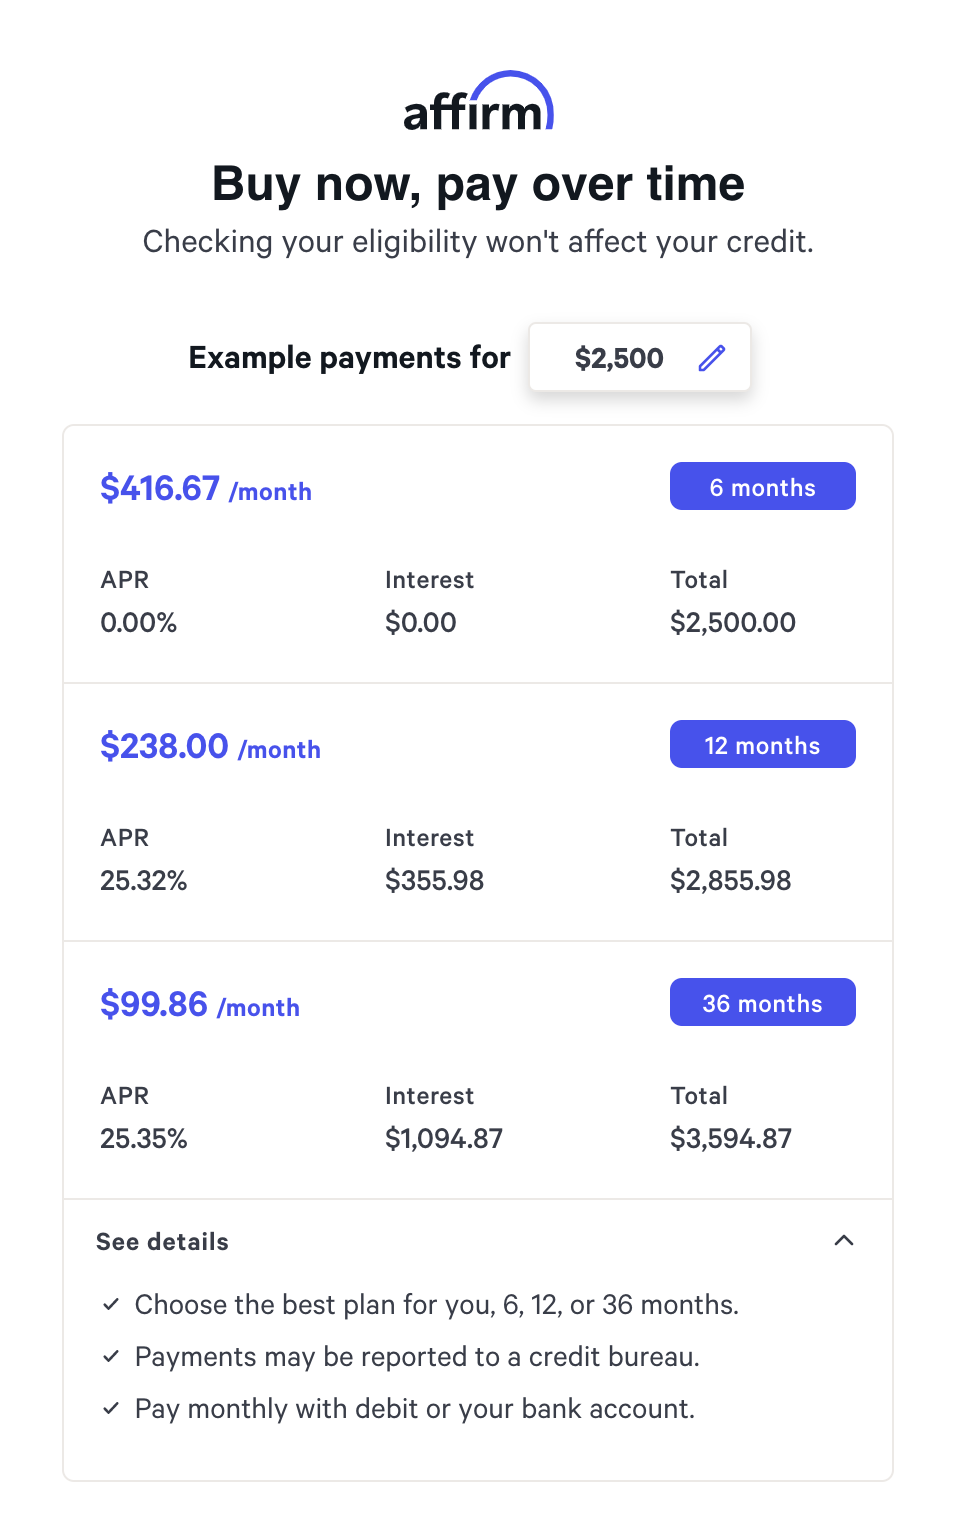 affirm
Buy now, pay over time
Checking your eligibility won't affect your credit.
Example payments for $2,500
$416.67 /month 6 months
APR Interest Total
0.00% $0.00 $2,500.00
$238.00 /month 12 months
APR Interest Total
25.32% $355.98 $2,855.98
$99.86 /month 36 months
APR Interest Total
25.35% $1,094.87 $3,594.87
See details
Choose the best plan for you, 6, 12, or 36 months.
Payments may be reported to a credit bureau.
Pay monthly with debit or your bank account.